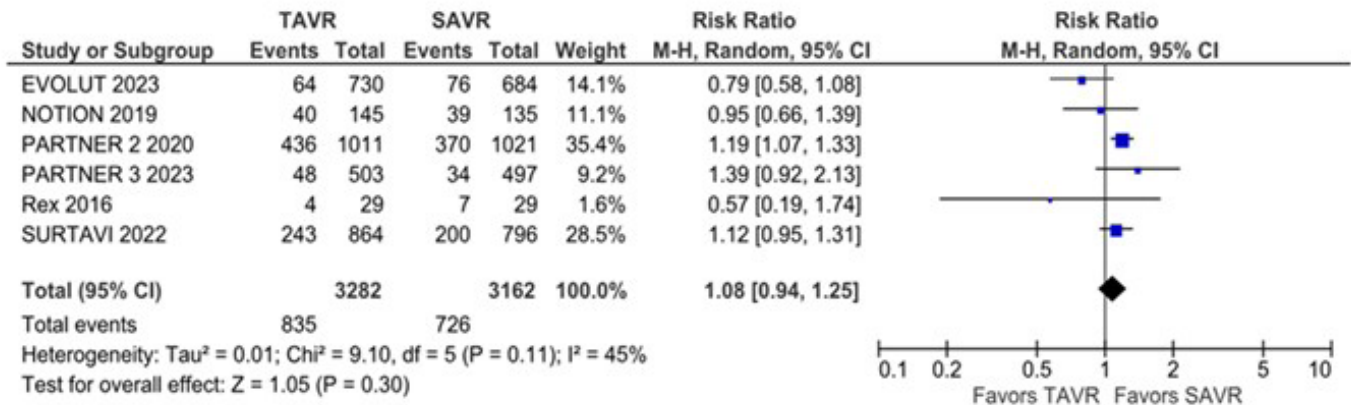 TAVR SAVR Risk Ratio Risk Ratio
Study or Subgroup Events Total Events Total Weight M-H, Random, 95% CI M-H, Random, 95% CI
EVOLUT 2023 64 730 76 684 14.1% 0.79 [0.58, 1.08]
NOTION 2019 40 145 39 135 11.1% 0.95 [0.66, 1.39]
PARTNER 2 2020 436 1011 370 1021 35.4% 1.19 [1.07, 1.33]
PARTNER 3 2023 48 503 34 497 9.2% 1.39 [0.92, 2.13]
Rex 2016 4 29 7 29 1.6% 0.57 [0.19, 1.74]
SURTAVI 2022 243 864 200 796 28.5% 1.12 [0.95, 1.31]
Total (95% CI) 3282 3162 100.0% 1.08 [0.94, 1.25]
Total events 835 726
Heterogeneity: Tau² = 0.01; Chi² = 9.10, df = 5 (P = 0.11); I² = 45%
Test for overall effect: Z = 1.05 (P = 0.30)
0.1 0.2 0.5 1 2 5 10
Favors TAVR Favors SAVR